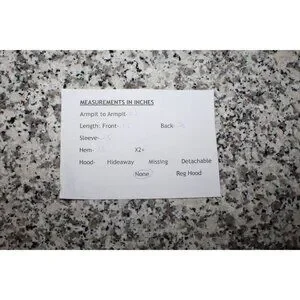 MEASUREMENTS IN INCHES
Armpit to Armpit-
Length: Front- Back-
Sleeve-
Hem- X2=
Hood- Hideaway Missing Detachable
None Reg Hood